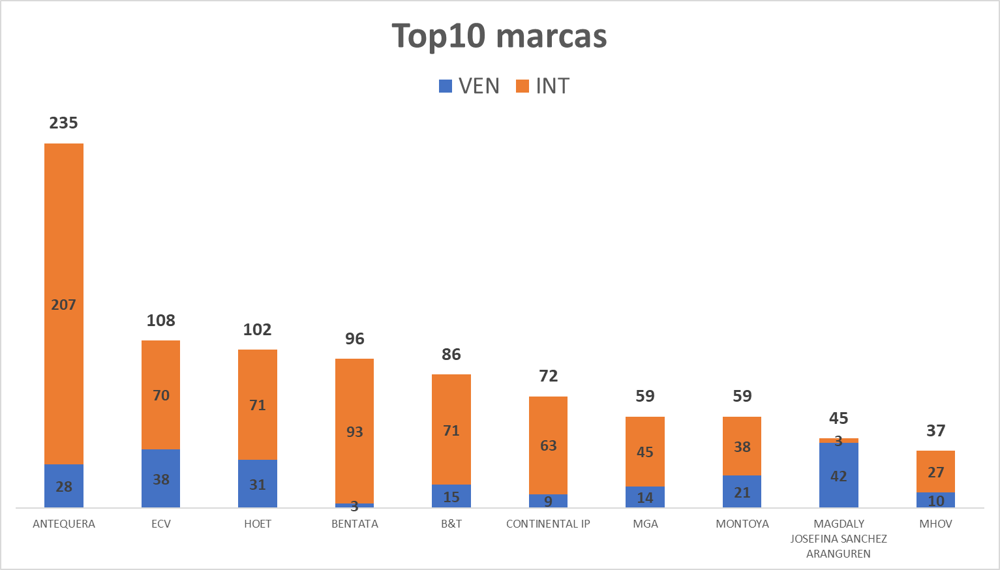 Top10 marcas
VEN INT
235
207
28
108
70
38
102
71
31
96
93
3
86
71
15
72
63
9
59
45
14
59
38
21
45
3
42
37
27
10
ANTEQUERA
ECV
HOET
BENTATA
B&T
CONTINENTAL IP
MGA
MONTOYA
MAGDALY
JOSEFINA SANCHEZ
ARANGUREN
MHOV